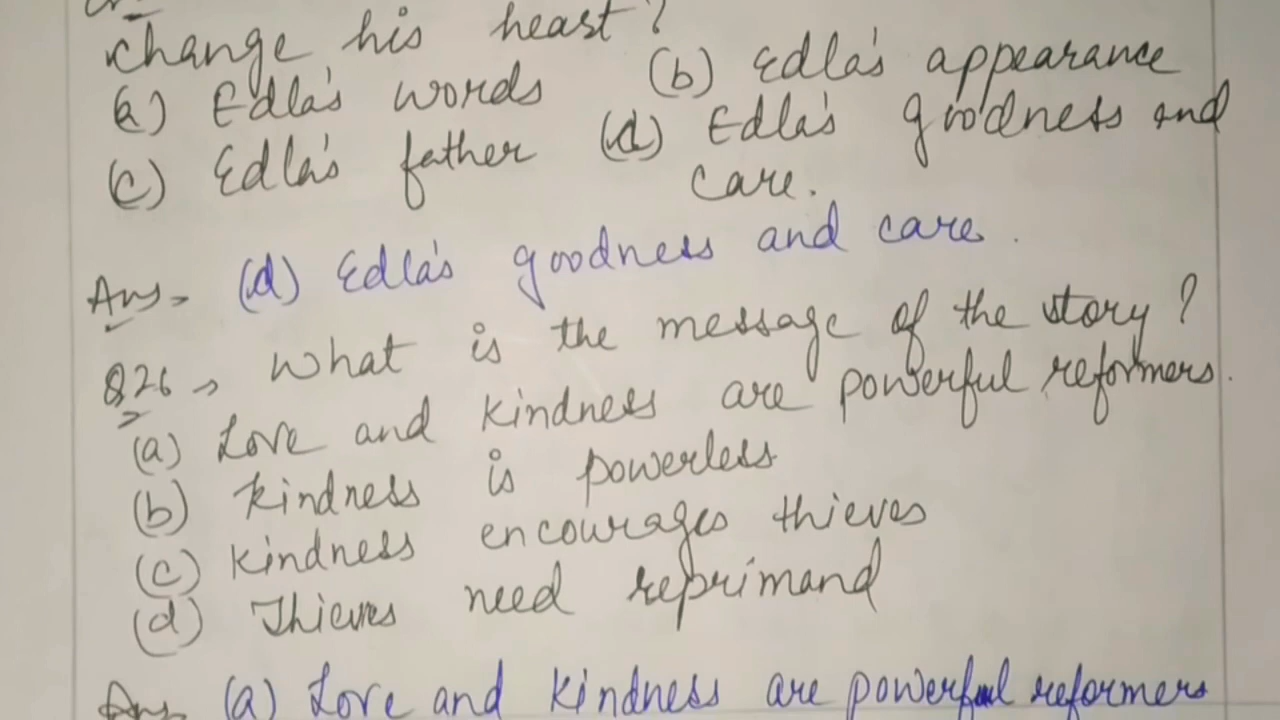 change his heart?
(a) Edla's words (b) Edla's appearance
(c) Edla's father (d) Edla's goodness and
care.
Ans - (d) Edla's goodness and care.
Q26 → What is the message of the story?
(a) Love and kindness are powerful reformers.
(b) kindness is powerless
(c) kindness encourages thieves
(d) Thieves need reprimand
Ans (a) Love and kindness are powerful reformers